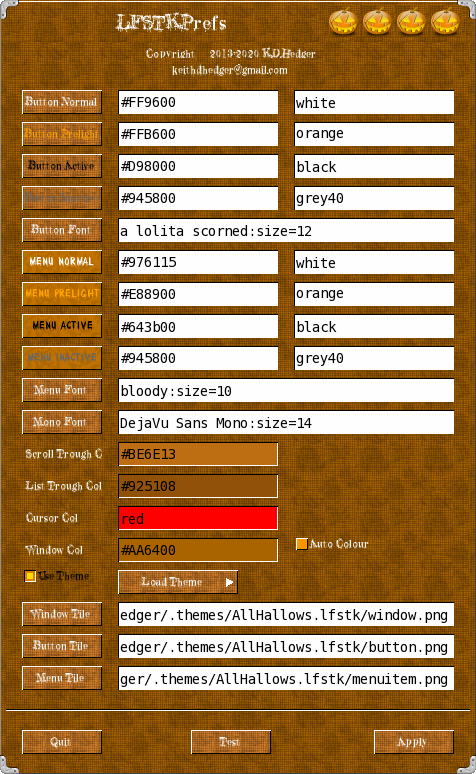 LFSTKPrefs
Copyright 2013-2020 K.D.Hedger
keithdhedger@gmail.com
Button Normal #FF9600 white
Button Prelight #FFB600 orange
Button Active #D98000 black
#945800 grey40
Button Font a lolita scorned:size=12
MENU NORMAL #976115 white
MENU PRELIGHT #E88900 orange
MENU ACTIVE #643b00 black
MENU INACTIVE #945800 grey40
Menu Font bloody:size=10
Mono Font DejaVu Sans Mono:size=14
Scroll Trough C #BE6E13
List Trough Col #925108
Cursor Col red
Window Col #AA6400 Auto Colour
Use Theme Load Theme
Window Tile edger/.themes/AllHallows.lfstk/window.png
Button Tile edger/.themes/AllHallows.lfstk/button.png
Menu Tile ger/.themes/AllHallows.lfstk/menuitem.png
Quit Test Apply